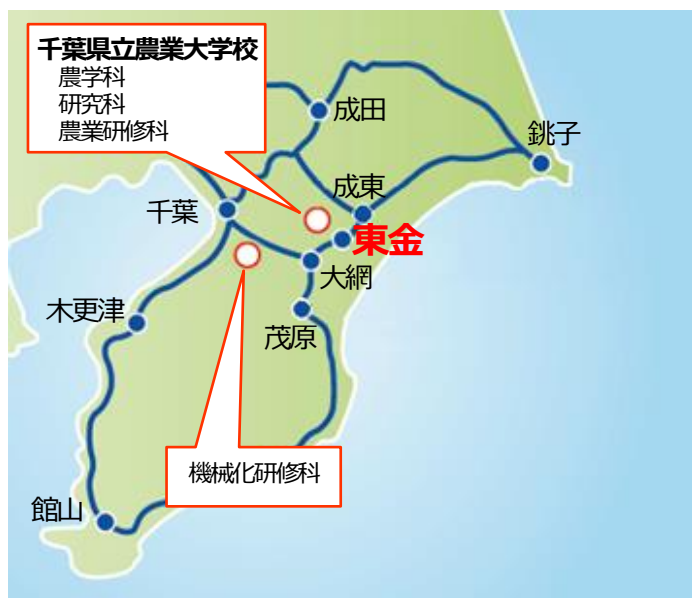 千葉県立農業大学校
農学科
研究科
農業研修科
成田
銚子
成東
千葉
東金
大網
木更津
茂原
機械化研修科
館山